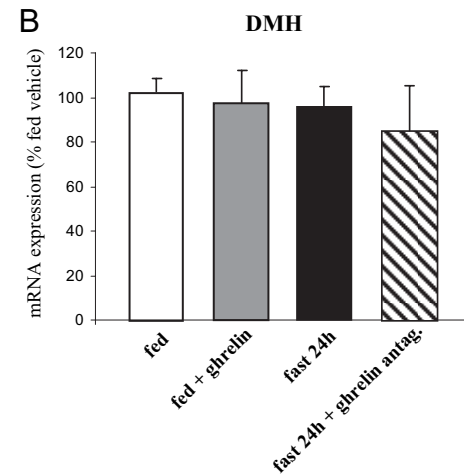 B
DMH
mRNA expression (% fed vehicle)
120
100
80
60
40
20
0
fed
fed + ghrelin
fast 24h
fast 24h + ghrelin antag.